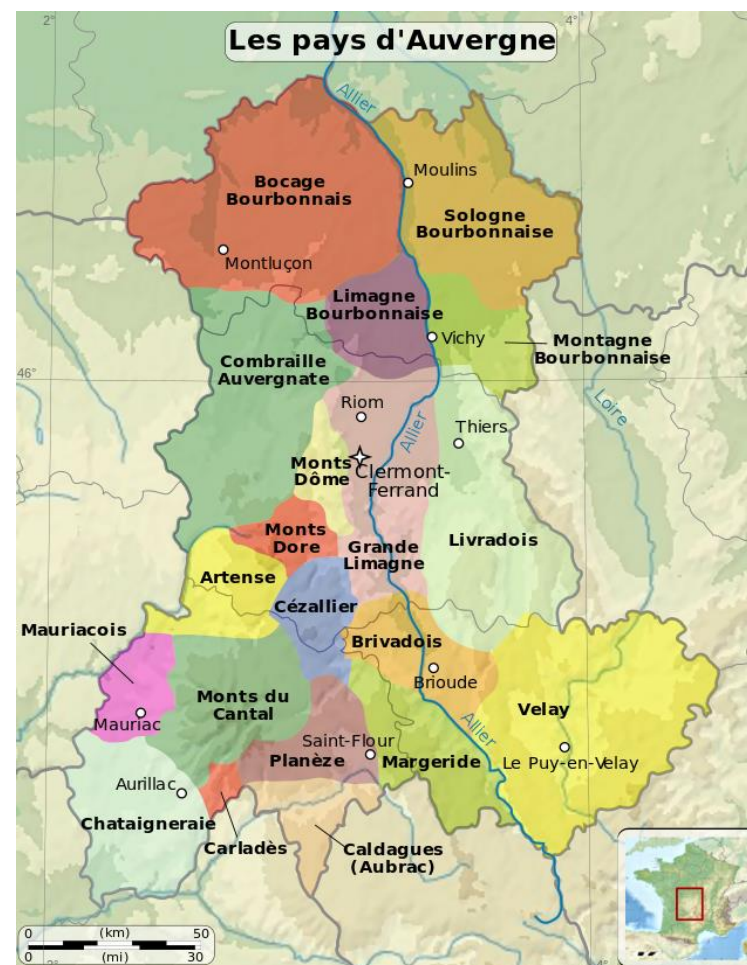 2°
4°
Les pays d'Auvergne
Allier
Moulins
Bocage
Bourbonnais
Sologne
Bourbonnaise
Montluçon
Limagne
Bourbonnaise
Vichy
Montagne
Bourbonnaise
Combraille
Auvergnate
46°
Loire
Riom
Allier
Thiers
Monts
Dôme
Clermont-
Ferrand
Monts
Dore
Grande
Limagne
Livradois
Artense
Cézallier
Mauriacois
Brivadois
Brioude
Monts du
Cantal
Velay
Mauriac
Allier
Saint-Flour
Planèze
Margeride
Le Puy-en-Velay
Aurillac
Chataigneraie
Carladès
Caldagues
(Aubrac)
0 (km) 50
0 (mi) 30